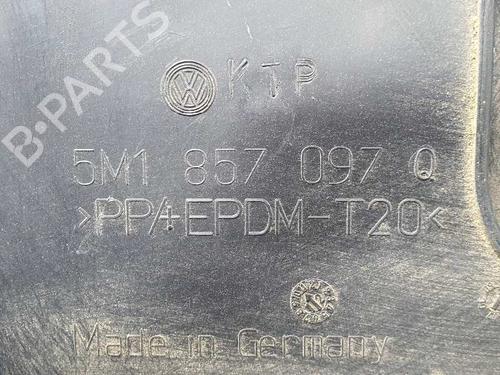 KTP
5M1 857 097 Q
>PP/+EPDM-T20<
Made in Germany
B-PARTS